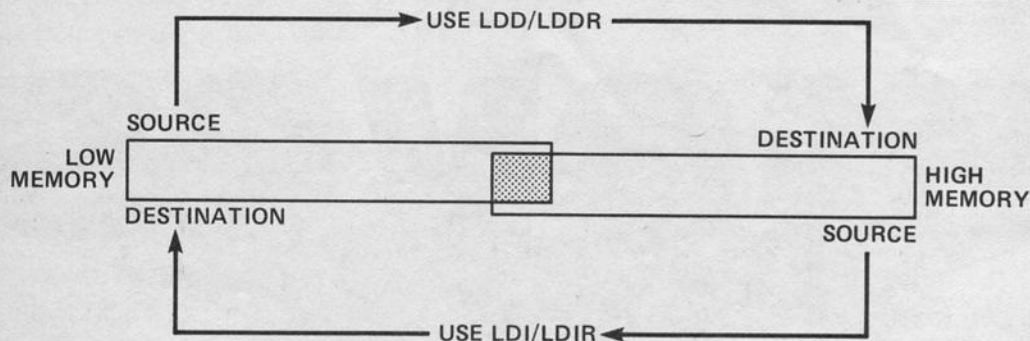 USE LDD/LDDR
SOURCE
DESTINATION
LOW
MEMORY
HIGH
MEMORY
DESTINATION
SOURCE
USE LDI/LDIR